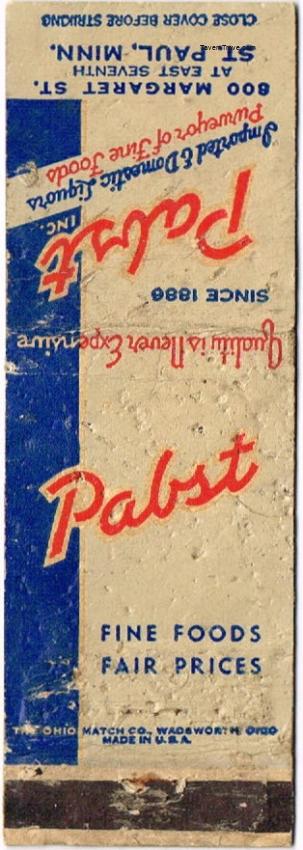 CLOSE COVER BEFORE STRIKING
TavernTrove.com
ST. PAUL, MINN.
AT EAST SEVENTH
800 MARGARET ST.
Purveyor of Fine Foods
Imported & Domestic Liquors
INC.
Pabst
SINCE 1886
Quality is Never Expensive
Pabst
FINE FOODS
FAIR PRICES
THE OHIO MATCH CO., WADSWORTH, OHIO
MADE IN U.S.A.